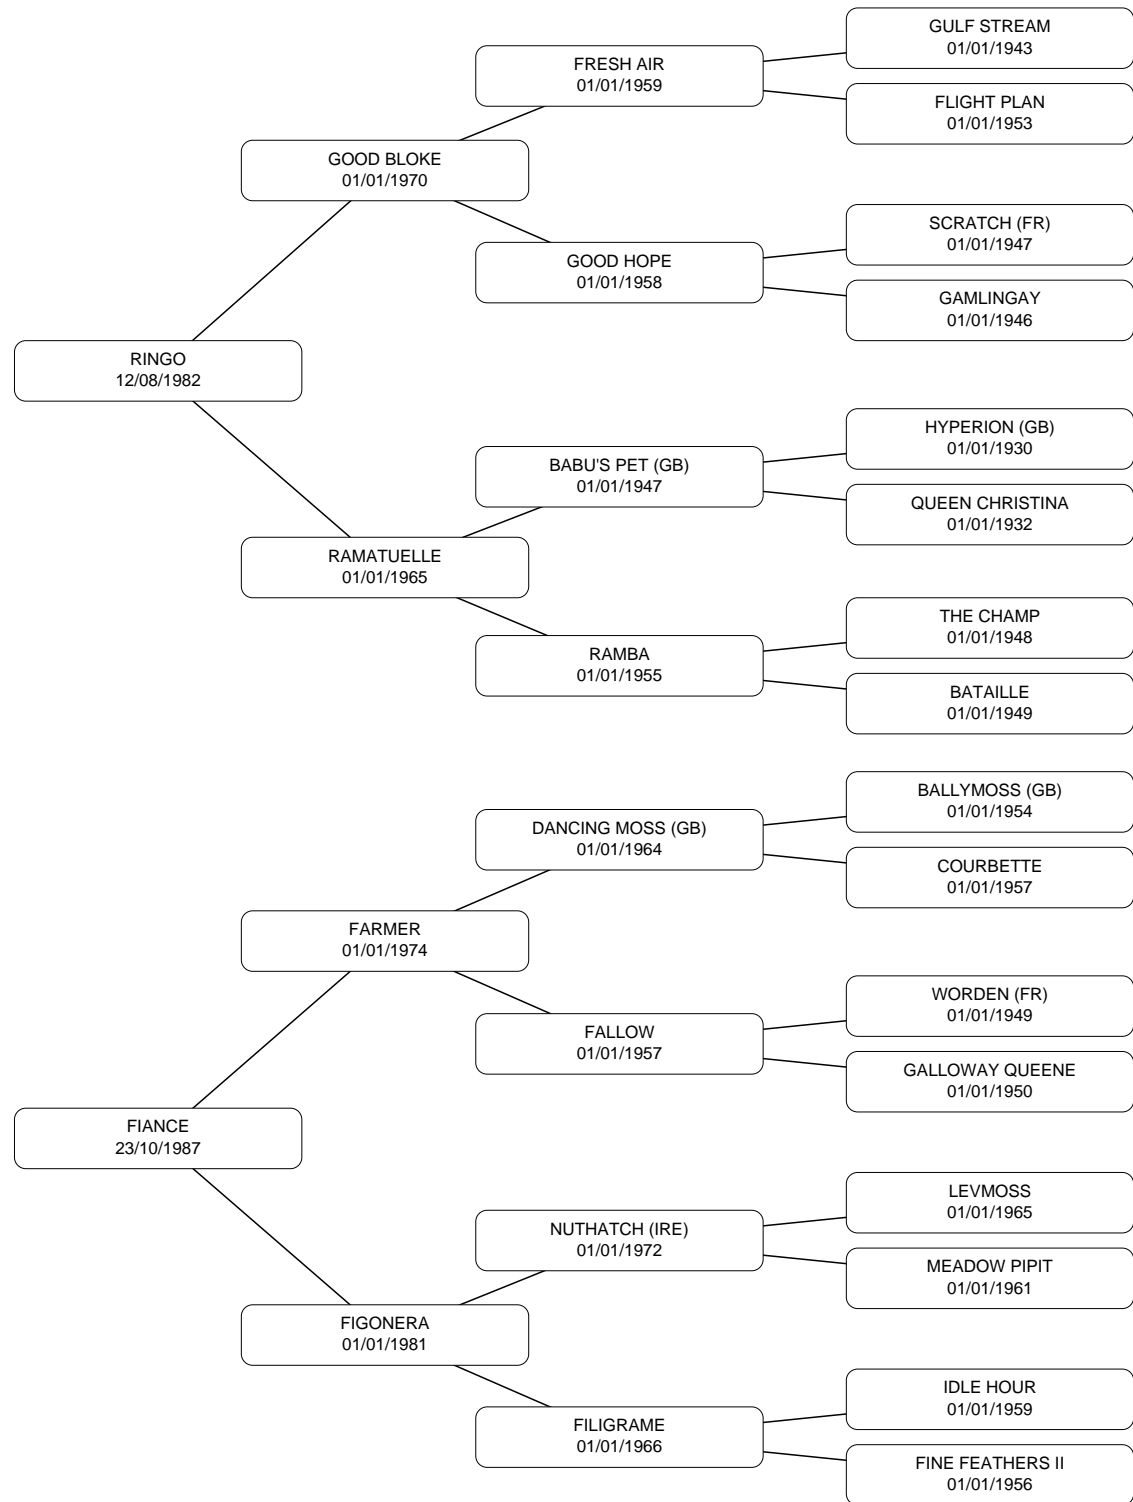 GULF STREAM
01/01/1943
FRESH AIR
01/01/1959
FLIGHT PLAN
01/01/1953
GOOD BLOKE
01/01/1970
SCRATCH (FR)
01/01/1947
GOOD HOPE
01/01/1958
GAMLINGAY
01/01/1946
RINGO
12/08/1982
HYPERION (GB)
01/01/1930
BABU'S PET (GB)
01/01/1947
QUEEN CHRISTINA
01/01/1932
RAMATUELLE
01/01/1965
THE CHAMP
01/01/1948
RAMBA
01/01/1955
BATAILLE
01/01/1949
BALLYMOSS (GB)
01/01/1954
DANCING MOSS (GB)
01/01/1964
COURBETTE
01/01/1957
FARMER
01/01/1974
WORDEN (FR)
01/01/1949
FALLOW
01/01/1957
GALLOWAY QUEENE
01/01/1950
FIANCE
23/10/1987
LEVMOSS
01/01/1965
NUTHATCH (IRE)
01/01/1972
MEADOW PIPIT
01/01/1961
FIGONERA
01/01/1981
IDLE HOUR
01/01/1959
FILIGRAME
01/01/1966
FINE FEATHERS II
01/01/1956